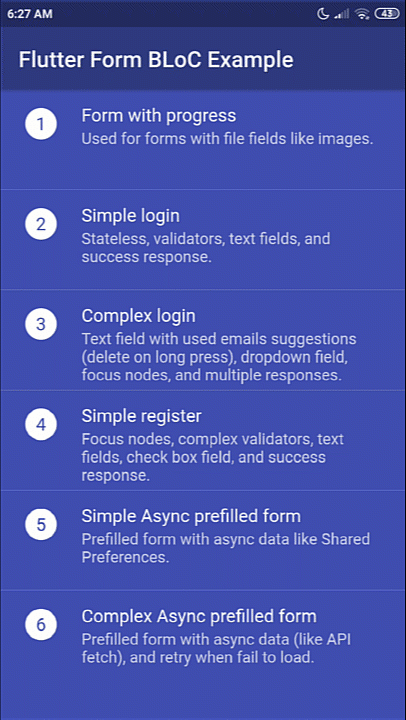 6:27 AM
43
Flutter Form BLoC Example
1
Form with progress
Used for forms with file fields like images.
2
Simple login
Stateless, validators, text fields, and
success response.
3
Complex login
Text field with used emails suggestions
(delete on long press), dropdown field,
focus nodes, and multiple responses.
4
Simple register
Focus nodes, complex validators, text
fields, check box field, and success
response.
5
Simple Async prefilled form
Prefilled form with async data like Shared
Preferences.
6
Complex Async prefilled form
Prefilled form with async data (like API
fetch), and retry when fail to load.